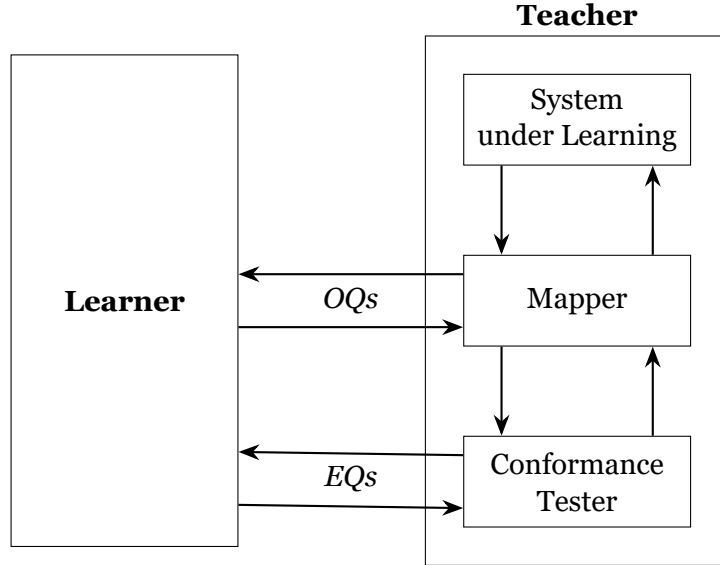 Teacher
System
under Learning
OQs
Learner
Mapper
EQs
Conformance
Tester